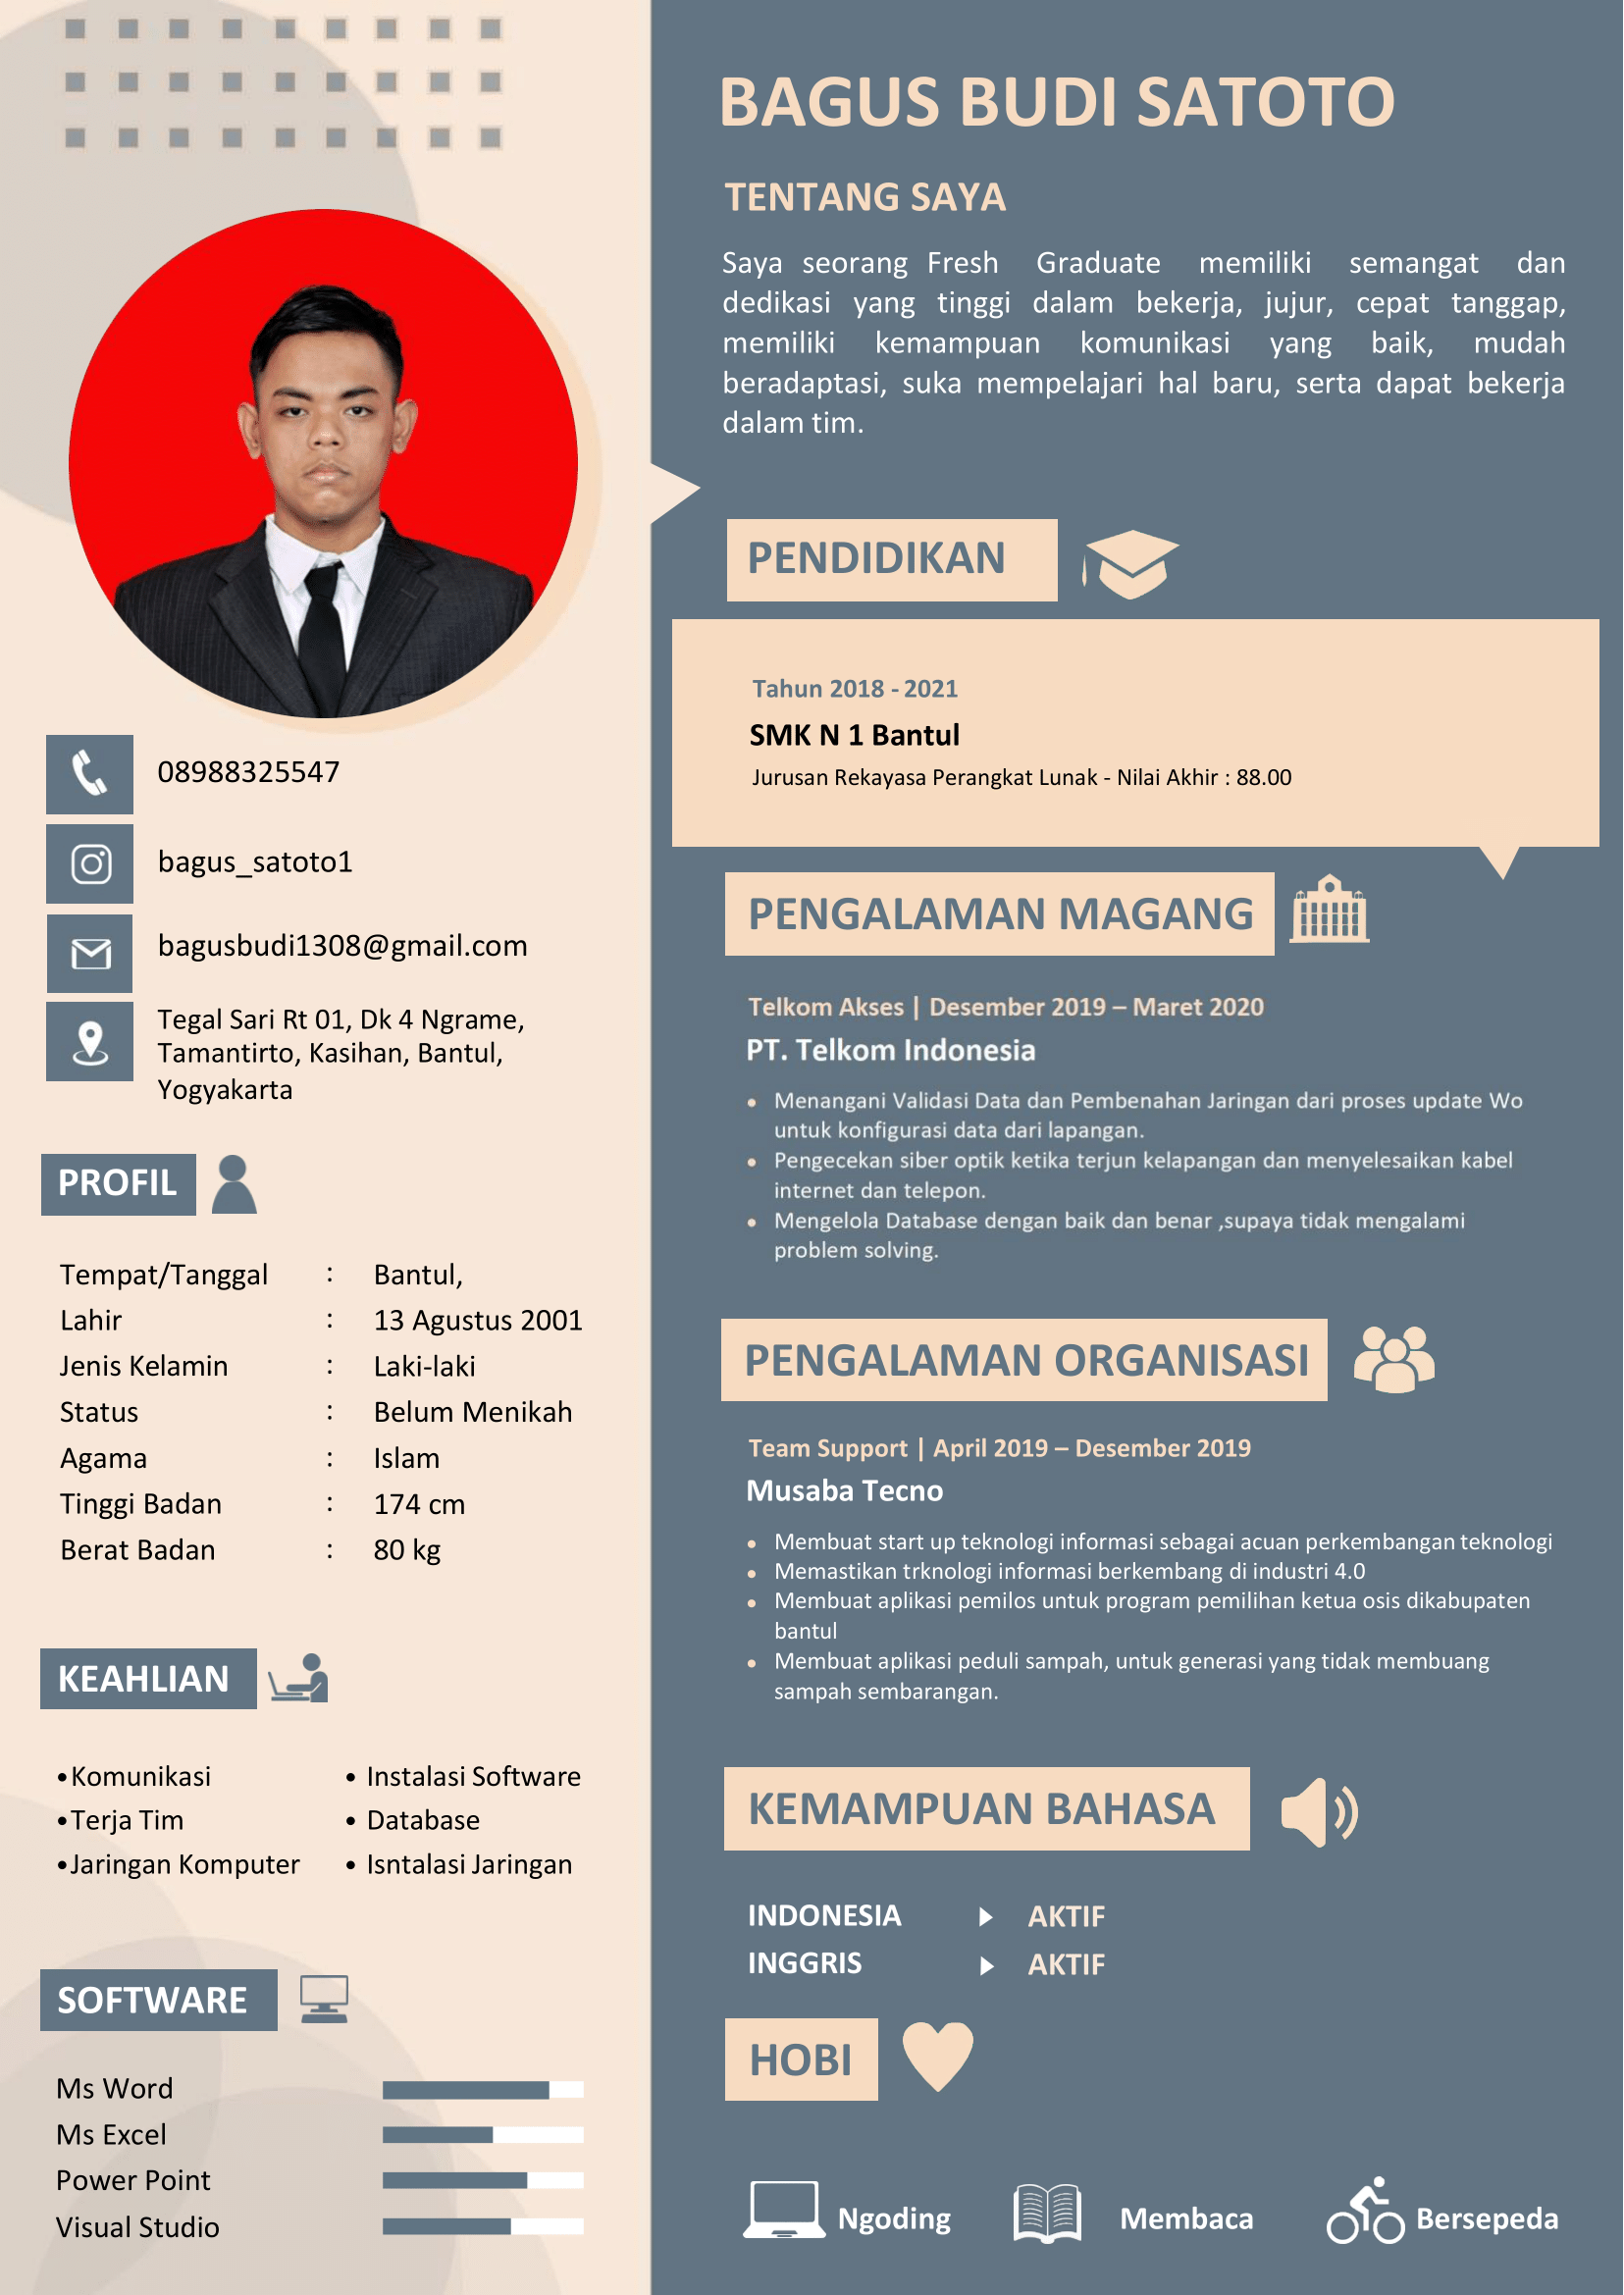 BAGUS BUDI SATOTO
TENTANG SAYA
Saya seorang Fresh Graduate memiliki semangat dan
dedikasi yang tinggi dalam bekerja, jujur, cepat tanggap,
memiliki kemampuan komunikasi yang baik, mudah
beradaptasi, suka mempelajari hal baru, serta dapat bekerja
dalam tim.
08988325547
bagus_satoto1
bagusbudi1308@gmail.com
Tegal Sari Rt 01, Dk 4 Ngrame,
Tamantirto, Kasihan, Bantul,
Yogyakarta
PROFIL
Tempat/Tanggal : Bantul,
Lahir : 13 Agustus 2001
Jenis Kelamin : Laki-laki
Status : Belum Menikah
Agama : Islam
Tinggi Badan : 174 cm
Berat Badan : 80 kg
KEAHLIAN
•Komunikasi • Instalasi Software
•Terja Tim • Database
•Jaringan Komputer • Isntalasi Jaringan
SOFTWARE
Ms Word
Ms Excel
Power Point
Visual Studio
PENDIDIKAN
Tahun 2018 - 2021
SMK N 1 Bantul
Jurusan Rekayasa Perangkat Lunak - Nilai Akhir : 88.00
PENGALAMAN MAGANG
Telkom Akses | Desember 2019 – Maret 2020
PT. Telkom Indonesia
• Menangani Validasi Data dan Pembenahan Jaringan dari proses update Wo
untuk konfigurasi data dari lapangan.
• Pengecekan siber optik ketika terjun kelapangan dan menyelesaikan kabel
internet dan telepon.
• Mengelola Database dengan baik dan benar ,supaya tidak mengalami
problem solving.
PENGALAMAN ORGANISASI
Team Support | April 2019 – Desember 2019
Musaba Tecno
• Membuat start up teknologi informasi sebagai acuan perkembangan teknologi
• Memastikan trknologi informasi berkembang di industri 4.0
• Membuat aplikasi pemilos untuk program pemilihan ketua osis dikabupaten
bantul
• Membuat aplikasi peduli sampah, untuk generasi yang tidak membuang
sampah sembarangan.
KEMAMPUAN BAHASA
INDONESIA AKTIF
INGGRIS AKTIF
HOBI
Ngoding Membaca Bersepeda